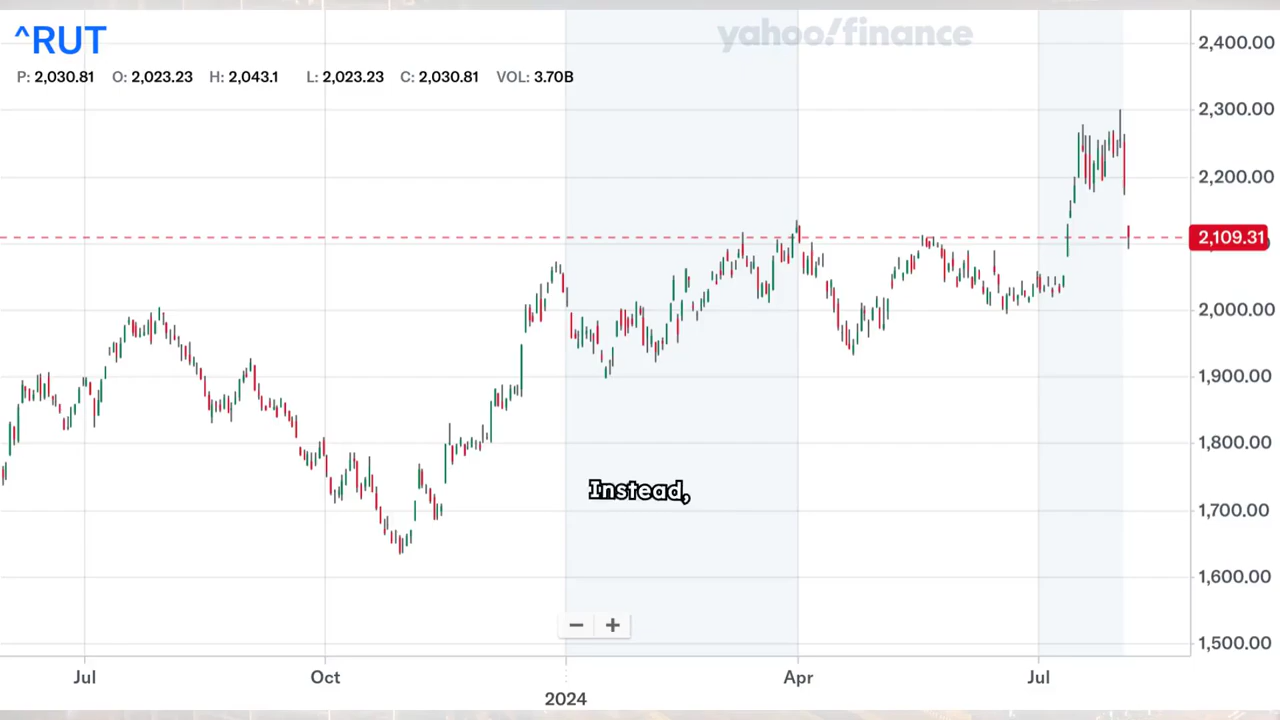 ^RUT
yahoo!finance
P: 2,030.81 O: 2,023.23 H: 2,043.1 L: 2,023.23 C: 2,030.81 VOL: 3.70B
2,400.00
2,300.00
2,200.00
2,109.31
2,000.00
1,900.00
1,800.00
Instead,
1,700.00
1,600.00
− +
1,500.00
Jul Oct Apr Jul
2024